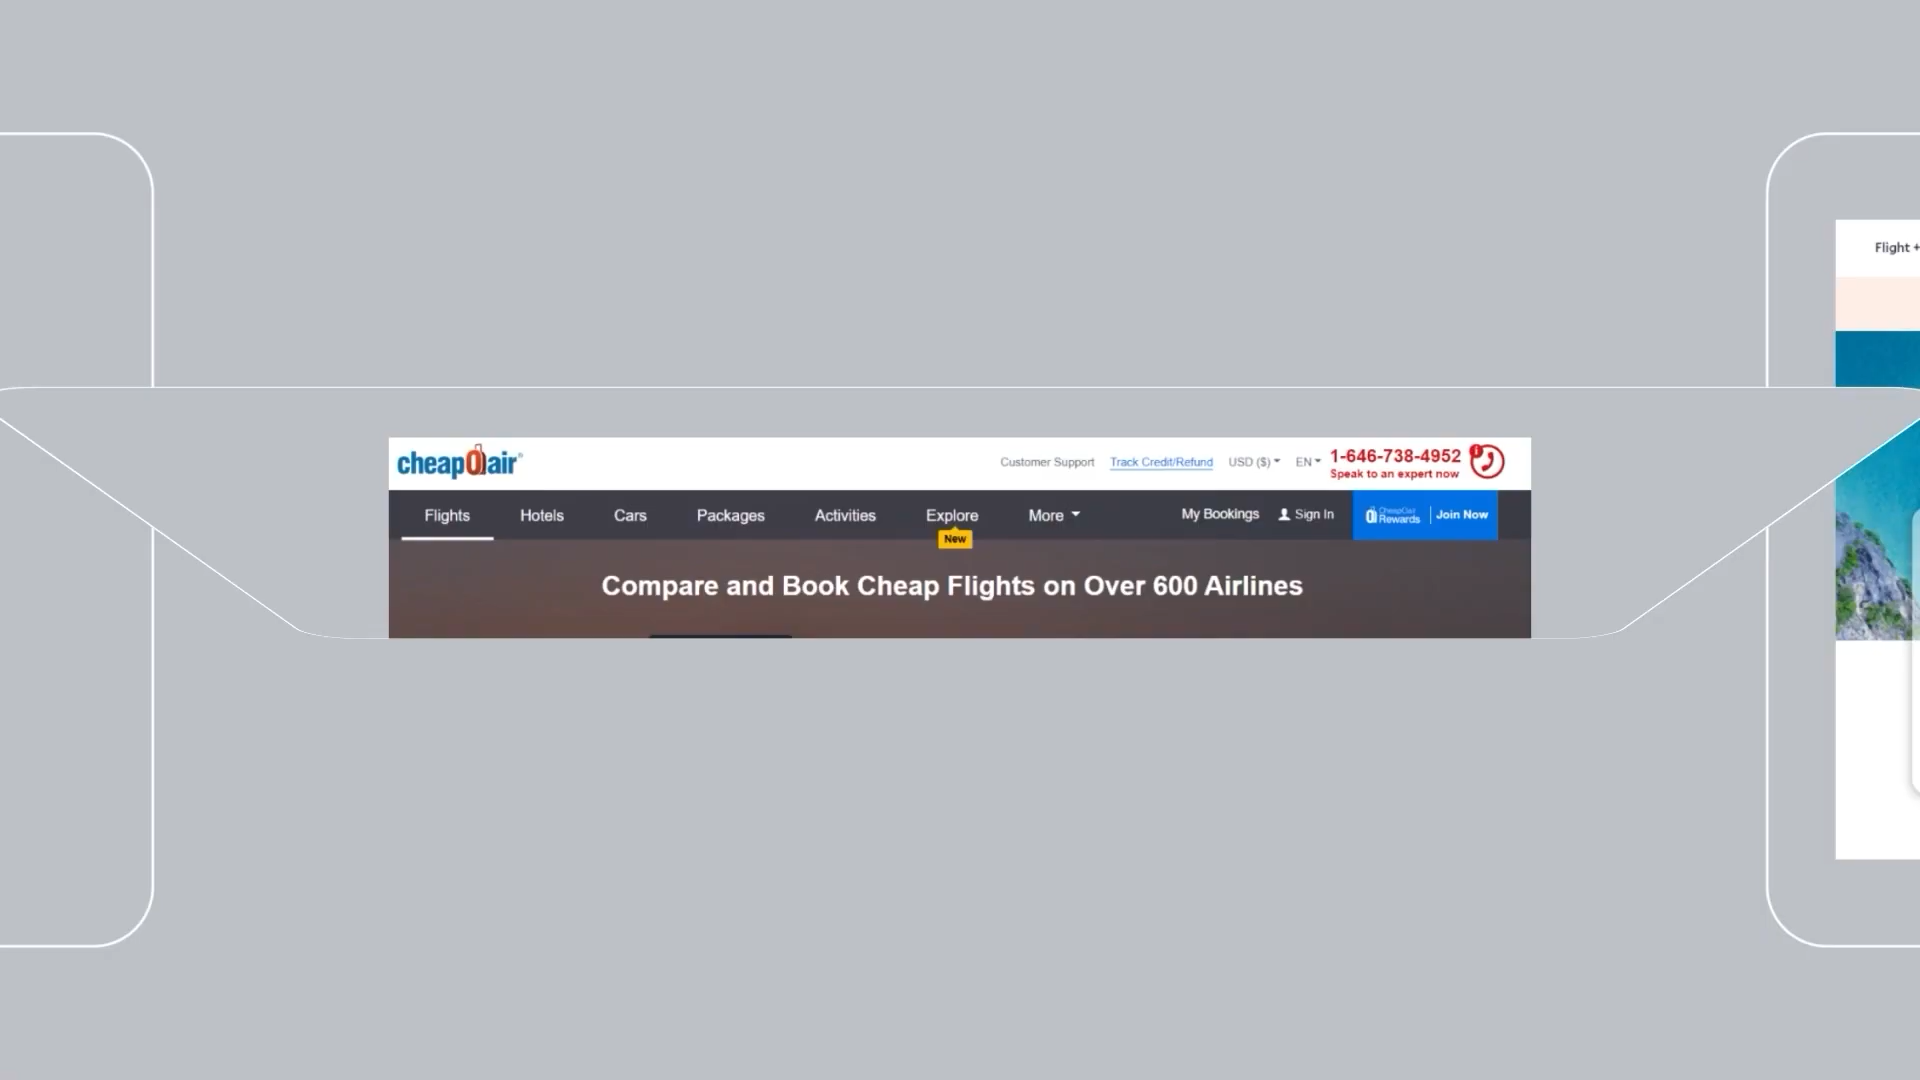 cheapOair®
Customer Support Track Credit/Refund USD ($) EN 1-646-738-4952
Speak to an expert now
Flights Hotels Cars Packages Activities Explore More My Bookings Sign In CheapOair Rewards Join Now
New
Compare and Book Cheap Flights on Over 600 Airlines
Flight +